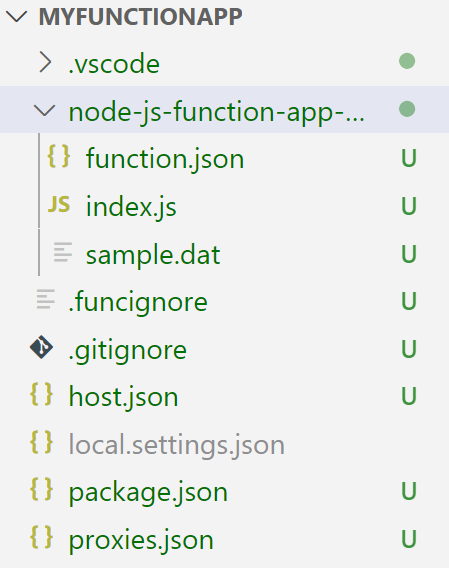 MYFUNCTIONAPP
.vscode
node-js-function-app-...
{} function.json U
JS index.js U
sample.dat U
.funcignore U
.gitignore U
{} host.json U
{} local.settings.json
{} package.json U
{} proxies.json U